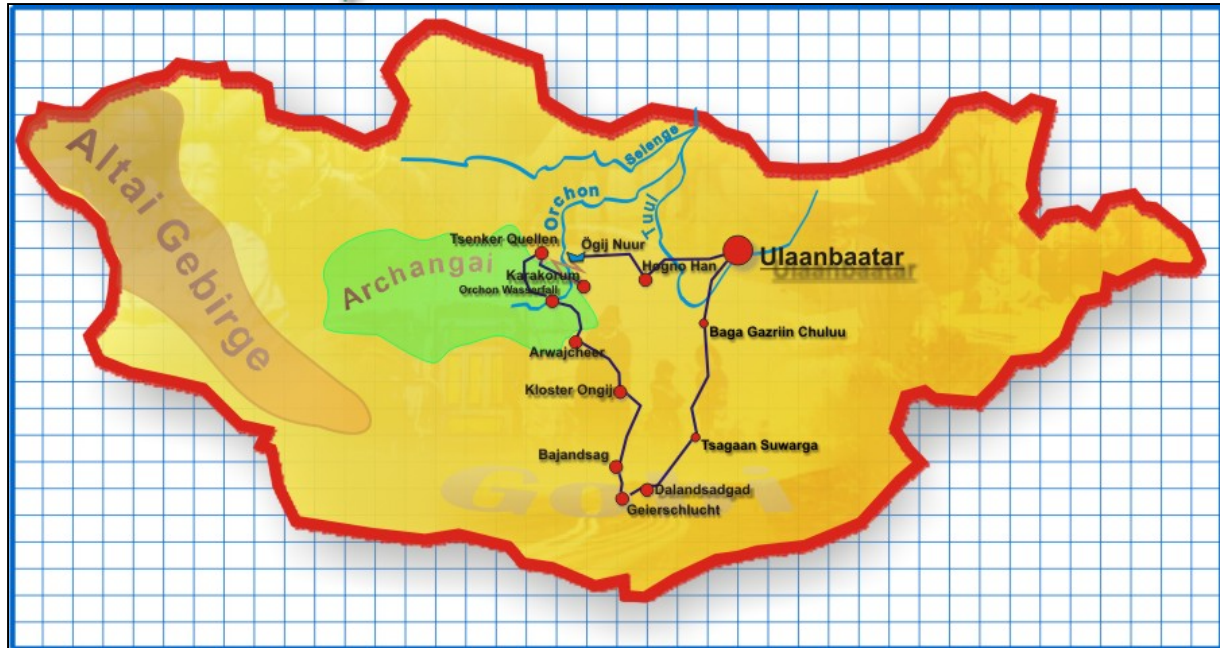 Altai Gebirge
Archangai
Selenge
Orchon
Tuul
Tsenker Quellen
Ögij Nuur
Hogno Han
Ulaanbaatar
Karakorum
Orchon Wasserfall
Baga Gazriin Chuluu
Arwajcheer
Kloster Ongij
Tsagaan Suwarga
Bajandsag
Dalandsadgad
Geierschlucht